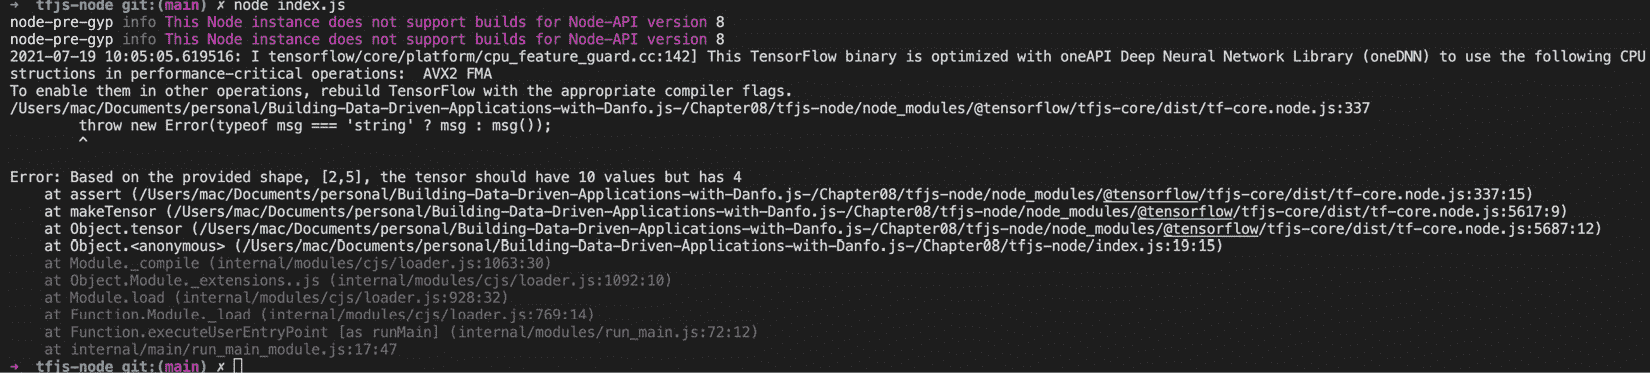 → tfjs-node git:(main) ✗ node index.js
node-pre-gyp info This Node instance does not support builds for Node-API version 8
node-pre-gyp info This Node instance does not support builds for Node-API version 8
2021-07-19 10:05:05.619516: I tensorflow/core/platform/cpu_feature_guard.cc:142] This TensorFlow binary is optimized with oneAPI Deep Neural Network Library (oneDNN) to use the following CPU
structions in performance-critical operations:  AVX2 FMA
To enable them in other operations, rebuild TensorFlow with the appropriate compiler flags.
/Users/mac/Documents/personal/Building-Data-Driven-Applications-with-Danfo.js-/Chapter08/tfjs-node/node_modules/@tensorflow/tfjs-core/dist/tf-core.node.js:337
        throw new Error(typeof msg === 'string' ? msg : msg());
        ^
Error: Based on the provided shape, [2,5], the tensor should have 10 values but has 4
    at assert (/Users/mac/Documents/personal/Building-Data-Driven-Applications-with-Danfo.js-/Chapter08/tfjs-node/node_modules/@tensorflow/tfjs-core/dist/tf-core.node.js:337:15)
    at makeTensor (/Users/mac/Documents/personal/Building-Data-Driven-Applications-with-Danfo.js-/Chapter08/tfjs-node/node_modules/@tensorflow/tfjs-core/dist/tf-core.node.js:5617:9)
    at Object.tensor (/Users/mac/Documents/personal/Building-Data-Driven-Applications-with-Danfo.js-/Chapter08/tfjs-node/node_modules/@tensorflow/tfjs-core/dist/tf-core.node.js:5687:12)
    at Object.<anonymous> (/Users/mac/Documents/personal/Building-Data-Driven-Applications-with-Danfo.js-/Chapter08/tfjs-node/index.js:19:15)
    at Module._compile (internal/modules/cjs/loader.js:1063:30)
    at Object.Module._extensions..js (internal/modules/cjs/loader.js:1092:10)
    at Module.load (internal/modules/cjs/loader.js:928:32)
    at Function.Module._load (internal/modules/cjs/loader.js:769:14)
    at Function.executeUserEntryPoint [as runMain] (internal/modules/run_main.js:72:12)
    at internal/main/run_main_module.js:17:47
→ tfjs-node git:(main) ✗